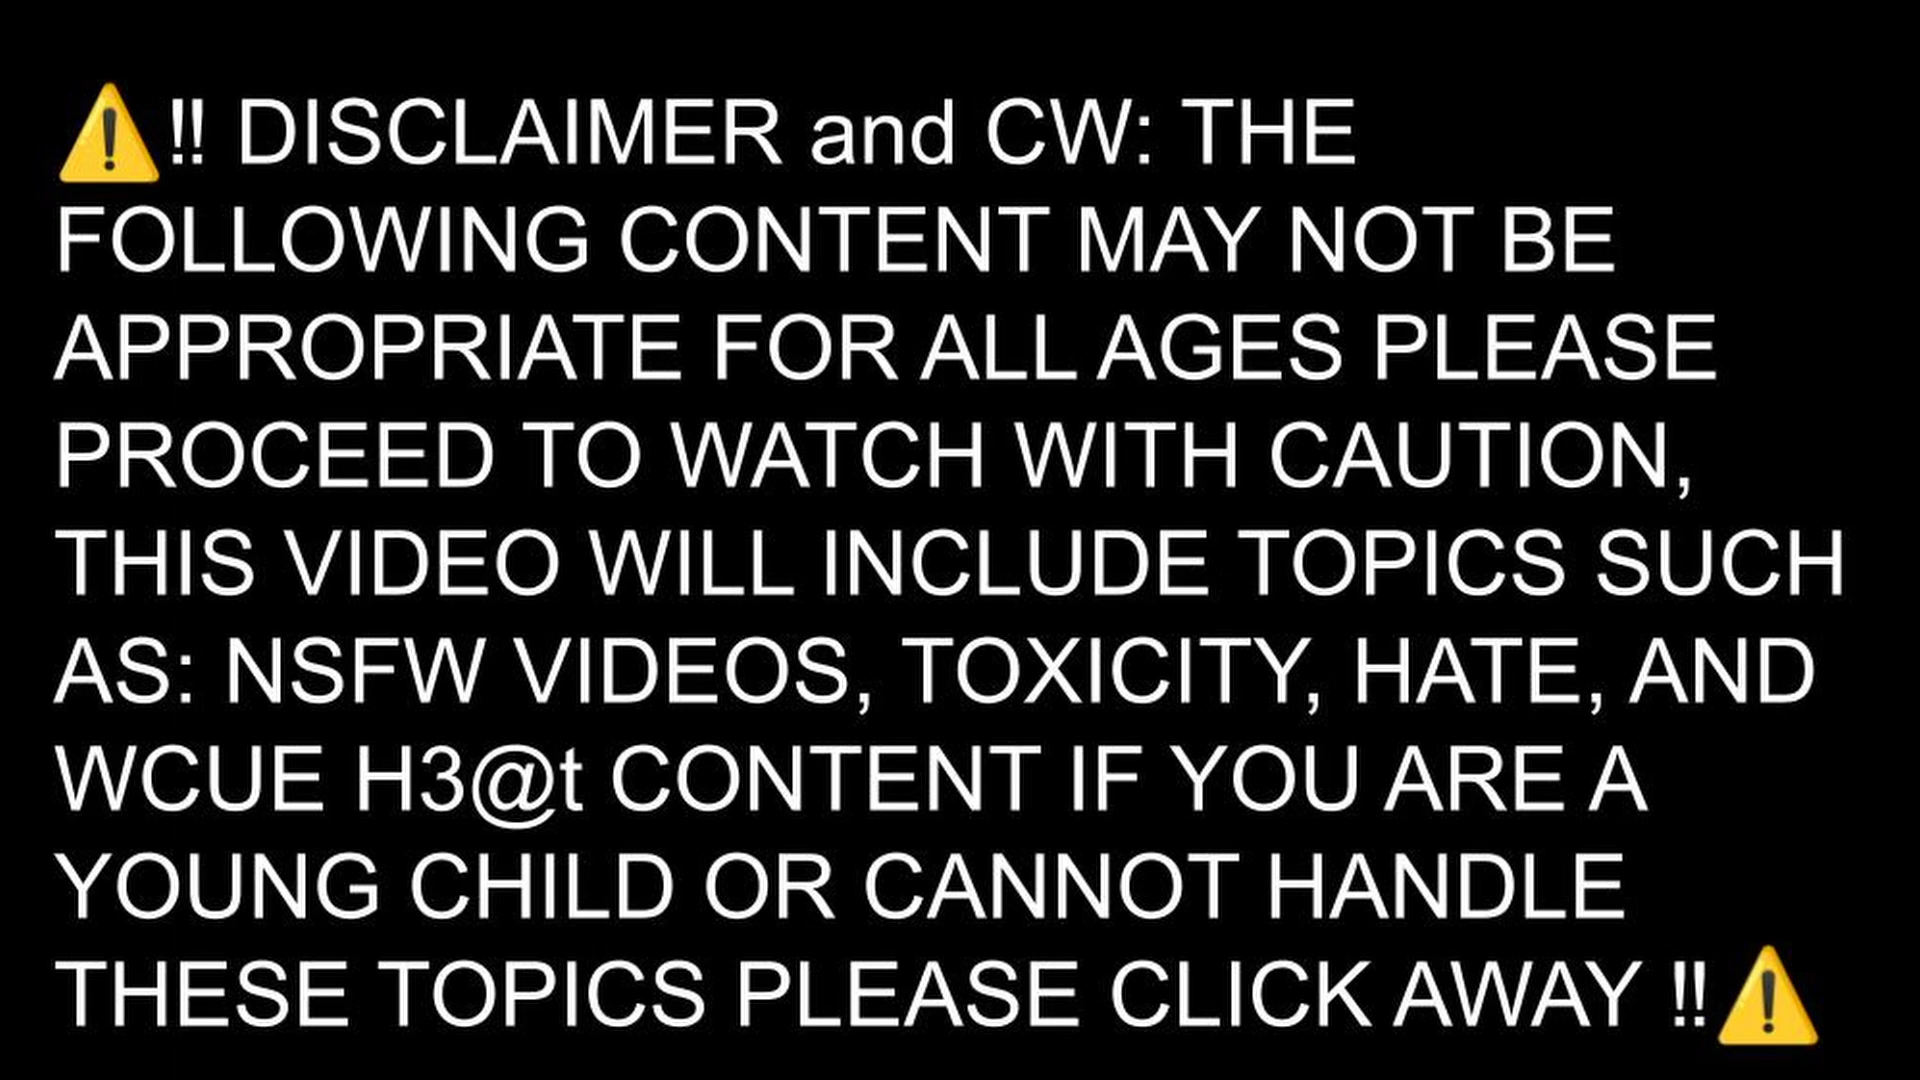 ⚠️‼ DISCLAIMER and CW: THE
FOLLOWING CONTENT MAY NOT BE
APPROPRIATE FOR ALL AGES PLEASE
PROCEED TO WATCH WITH CAUTION,
THIS VIDEO WILL INCLUDE TOPICS SUCH
AS: NSFW VIDEOS, TOXICITY, HATE, AND
WCUE H3@t CONTENT IF YOU ARE A
YOUNG CHILD OR CANNOT HANDLE
THESE TOPICS PLEASE CLICK AWAY ‼⚠️